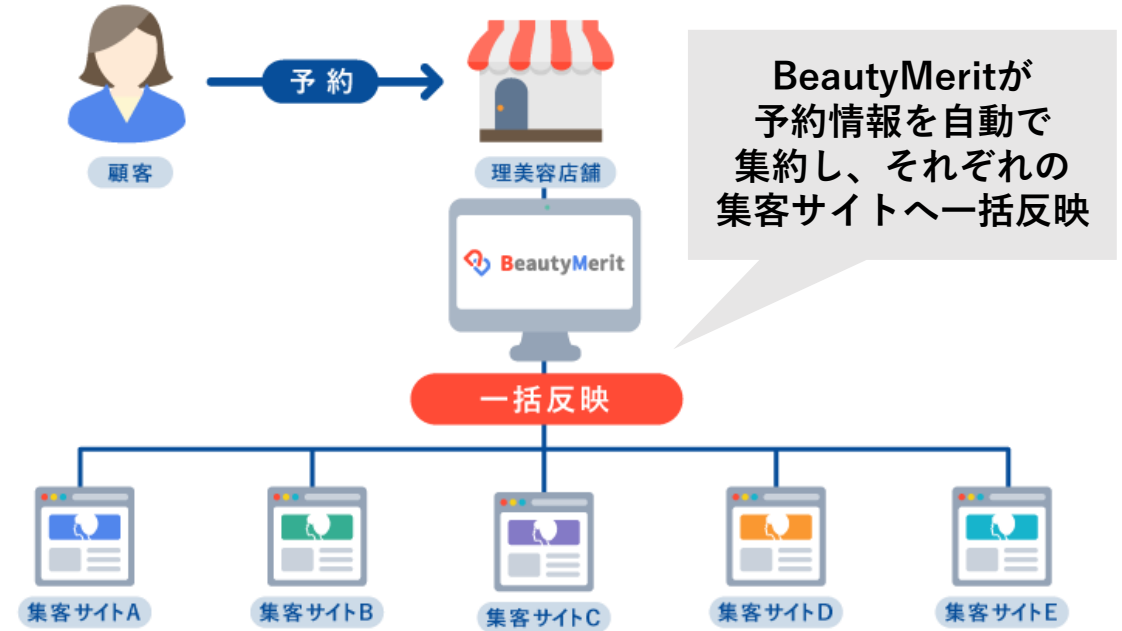 予約
顧客
理美容店舗
BeautyMeritが
予約情報を自動で
集約し、それぞれの
集客サイトへ一括反映
BeautyMerit
一括反映
集客サイトA
集客サイトB
集客サイトC
集客サイトD
集客サイトE